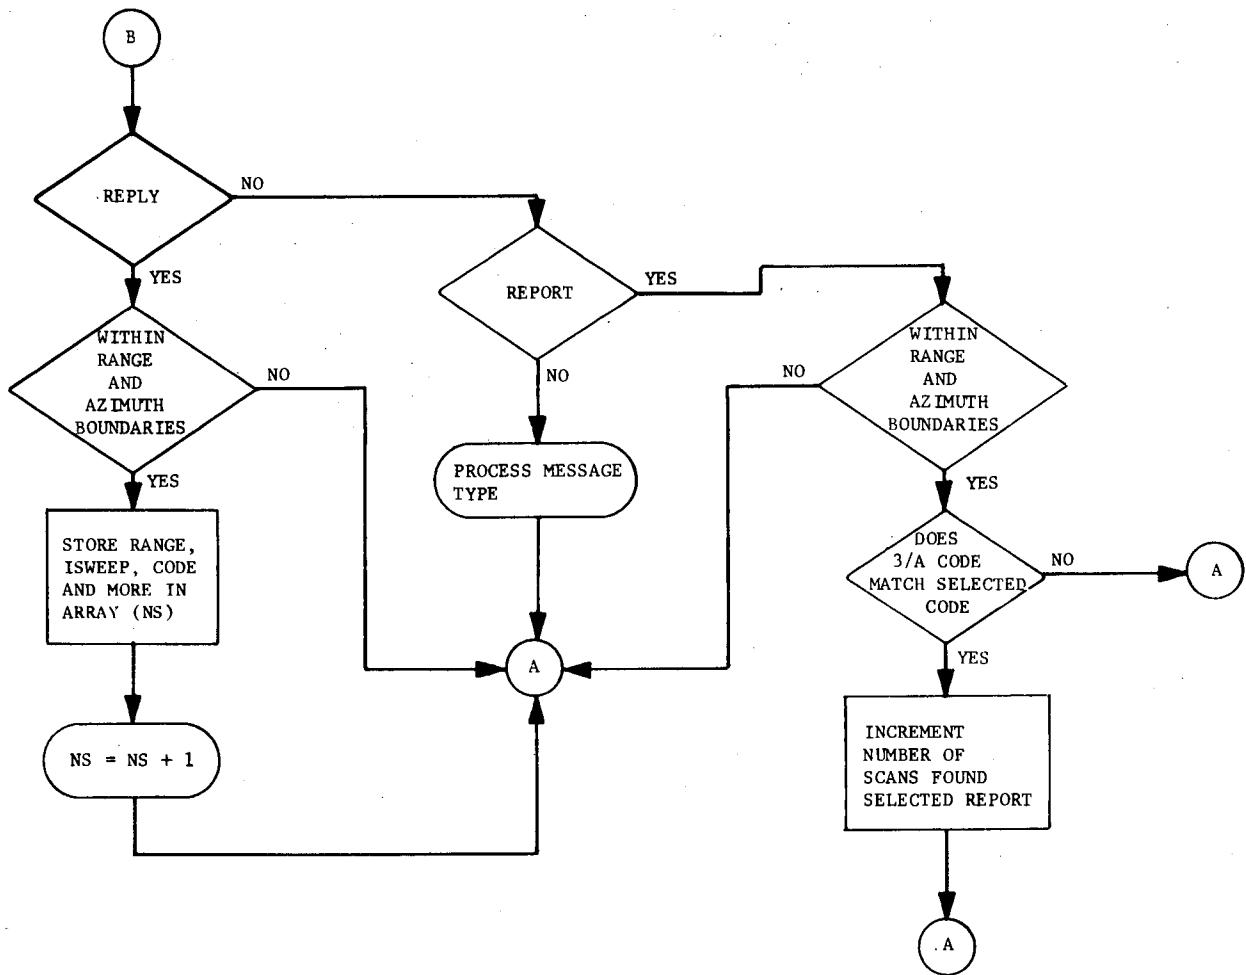 B
REPLY
NO
YES
REPORT
YES
NO
WITHIN
RANGE
AND
AZIMUTH
BOUNDARIES
NO
YES
STORE RANGE,
ISWEEP, CODE
AND MORE IN
ARRAY (NS)
NS = NS + 1
PROCESS MESSAGE
TYPE
A
WITHIN
RANGE
AND
AZIMUTH
BOUNDARIES
NO
YES
DOES
3/A CODE
MATCH SELECTED
CODE
NO
A
YES
INCREMENT
NUMBER OF
SCANS FOUND
SELECTED REPORT
A